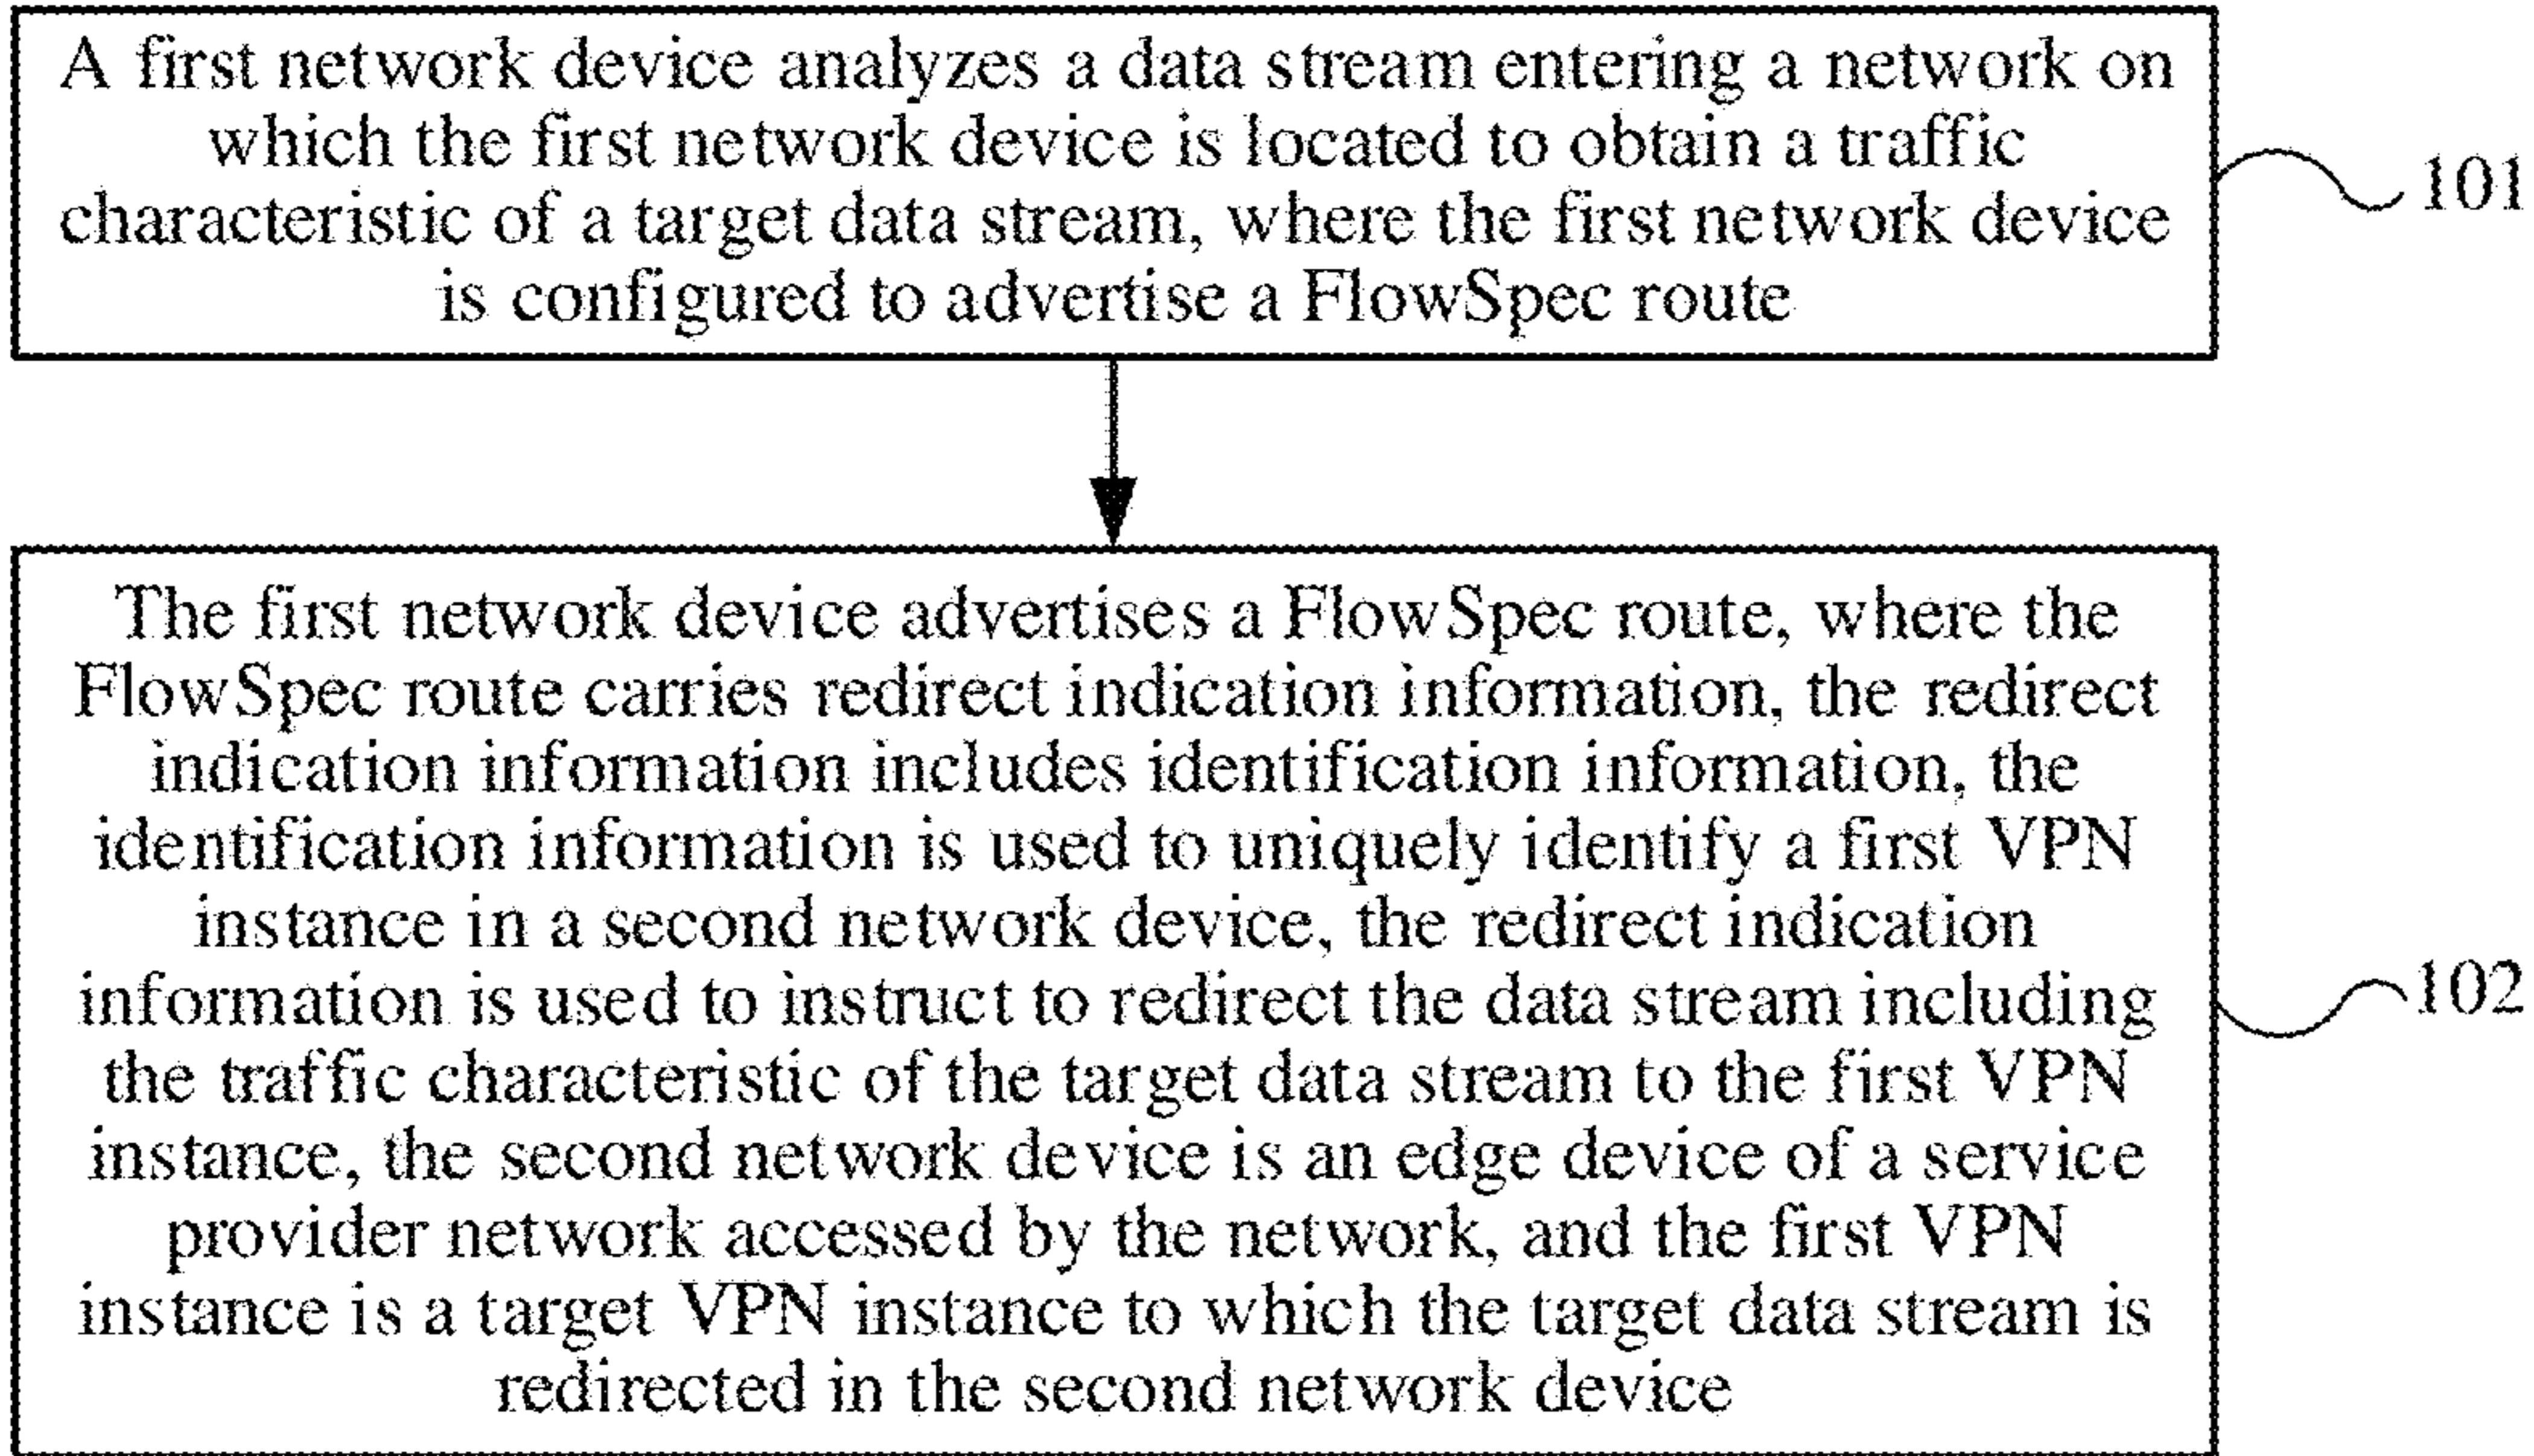 A first network device analyzes a data stream entering a network on
which the first network device is located to obtain a traffic
characteristic of a target data stream, where the first network device
is configured to advertise a FlowSpec route
101
The first network device advertises a FlowSpec route, where the
FlowSpec route carries redirect indication information, the redirect
indication information includes identification information, the
identification information is used to uniquely identify a first VPN
instance in a second network device, the redirect indication
information is used to instruct to redirect the data stream including
the traffic characteristic of the target data stream to the first VPN
instance, the second network device is an edge device of a service
provider network accessed by the network, and the first VPN
instance is a target VPN instance to which the target data stream is
redirected in the second network device
102